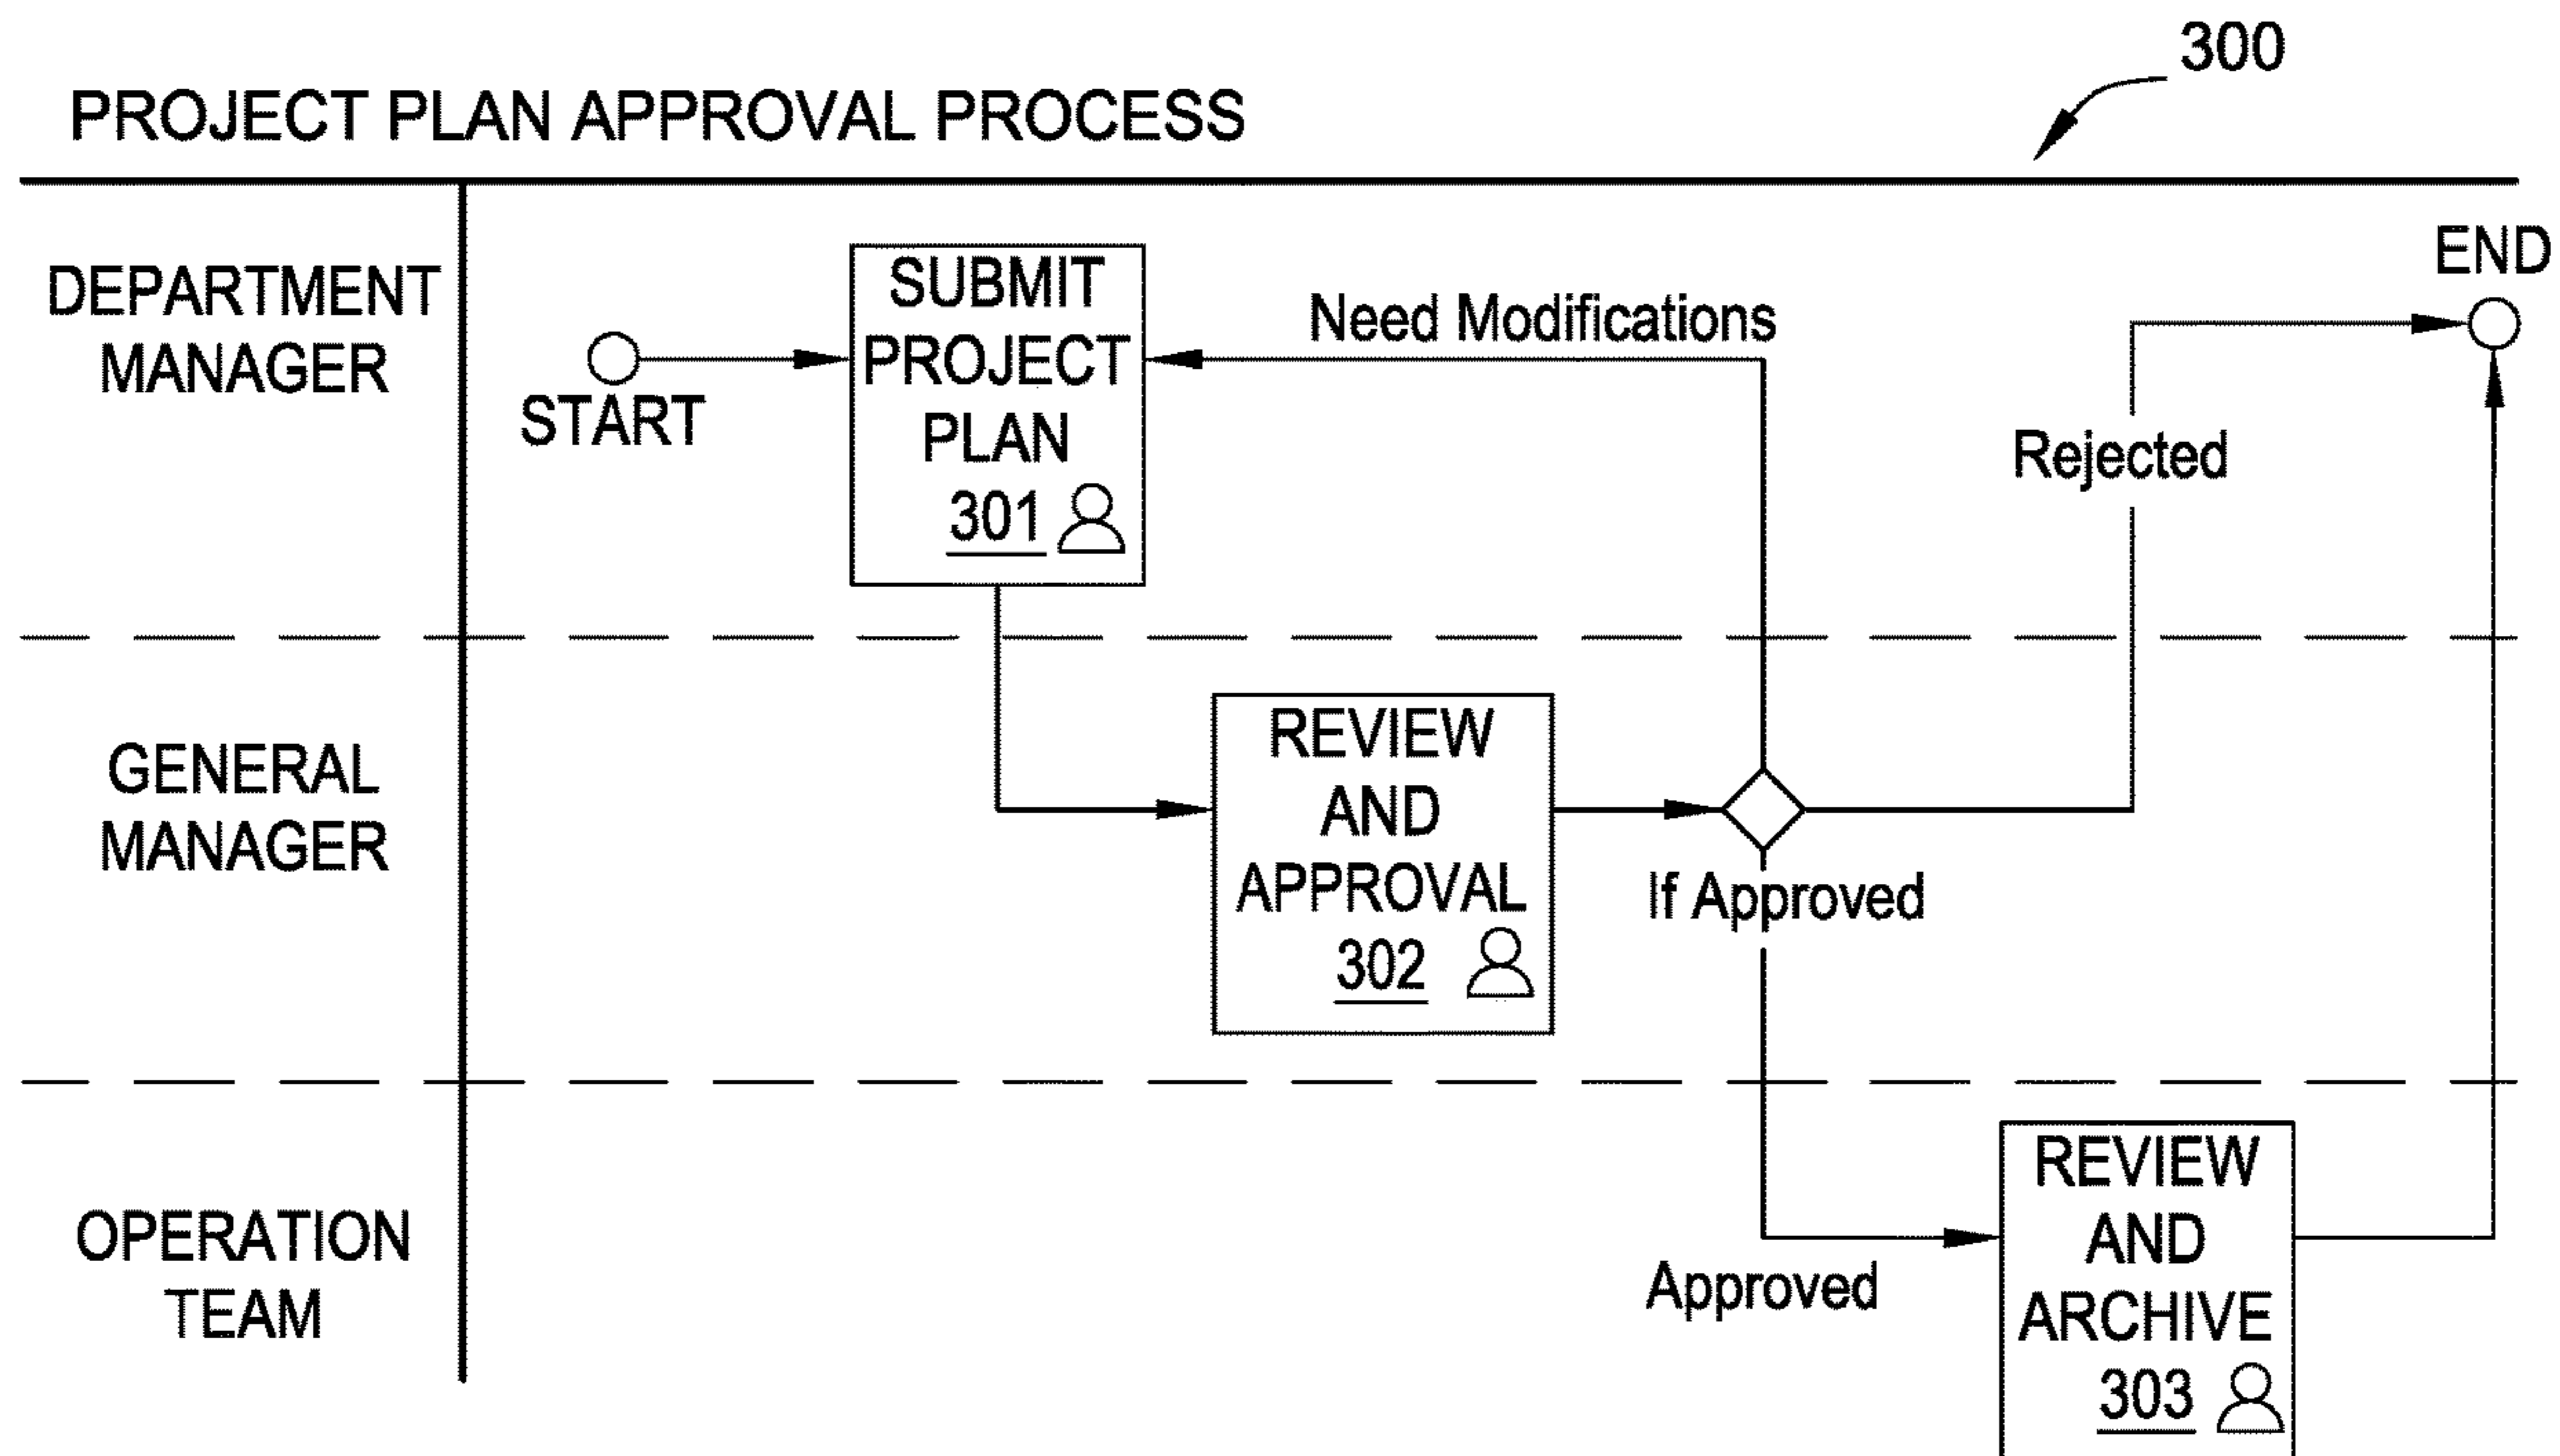 300
PROJECT PLAN APPROVAL PROCESS
DEPARTMENT
MANAGER
START
SUBMIT
PROJECT
PLAN
301
Need Modifications
Rejected
END
GENERAL
MANAGER
REVIEW
AND
APPROVAL
302
If Approved
OPERATION
TEAM
Approved
REVIEW
AND
ARCHIVE
303